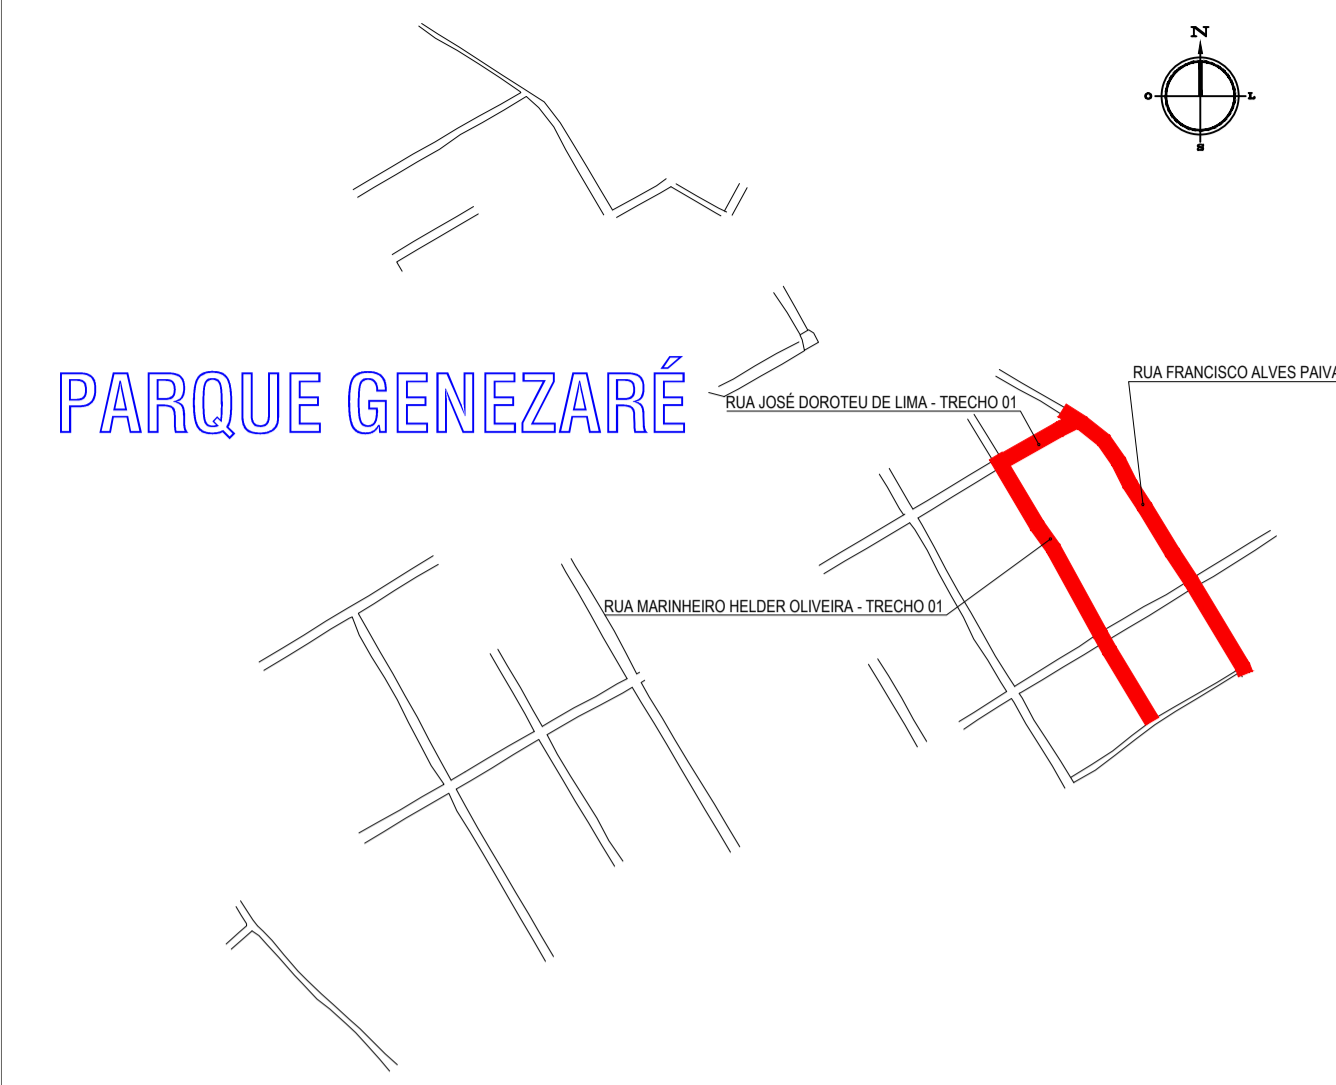 N
O
L
S
PARQUE GENEZARÉ
RUA FRANCISCO ALVES PAIVA
RUA JOSÉ DOROTEU DE LIMA - TRECHO 01
RUA MARINHEIRO HELDER OLIVEIRA - TRECHO 01